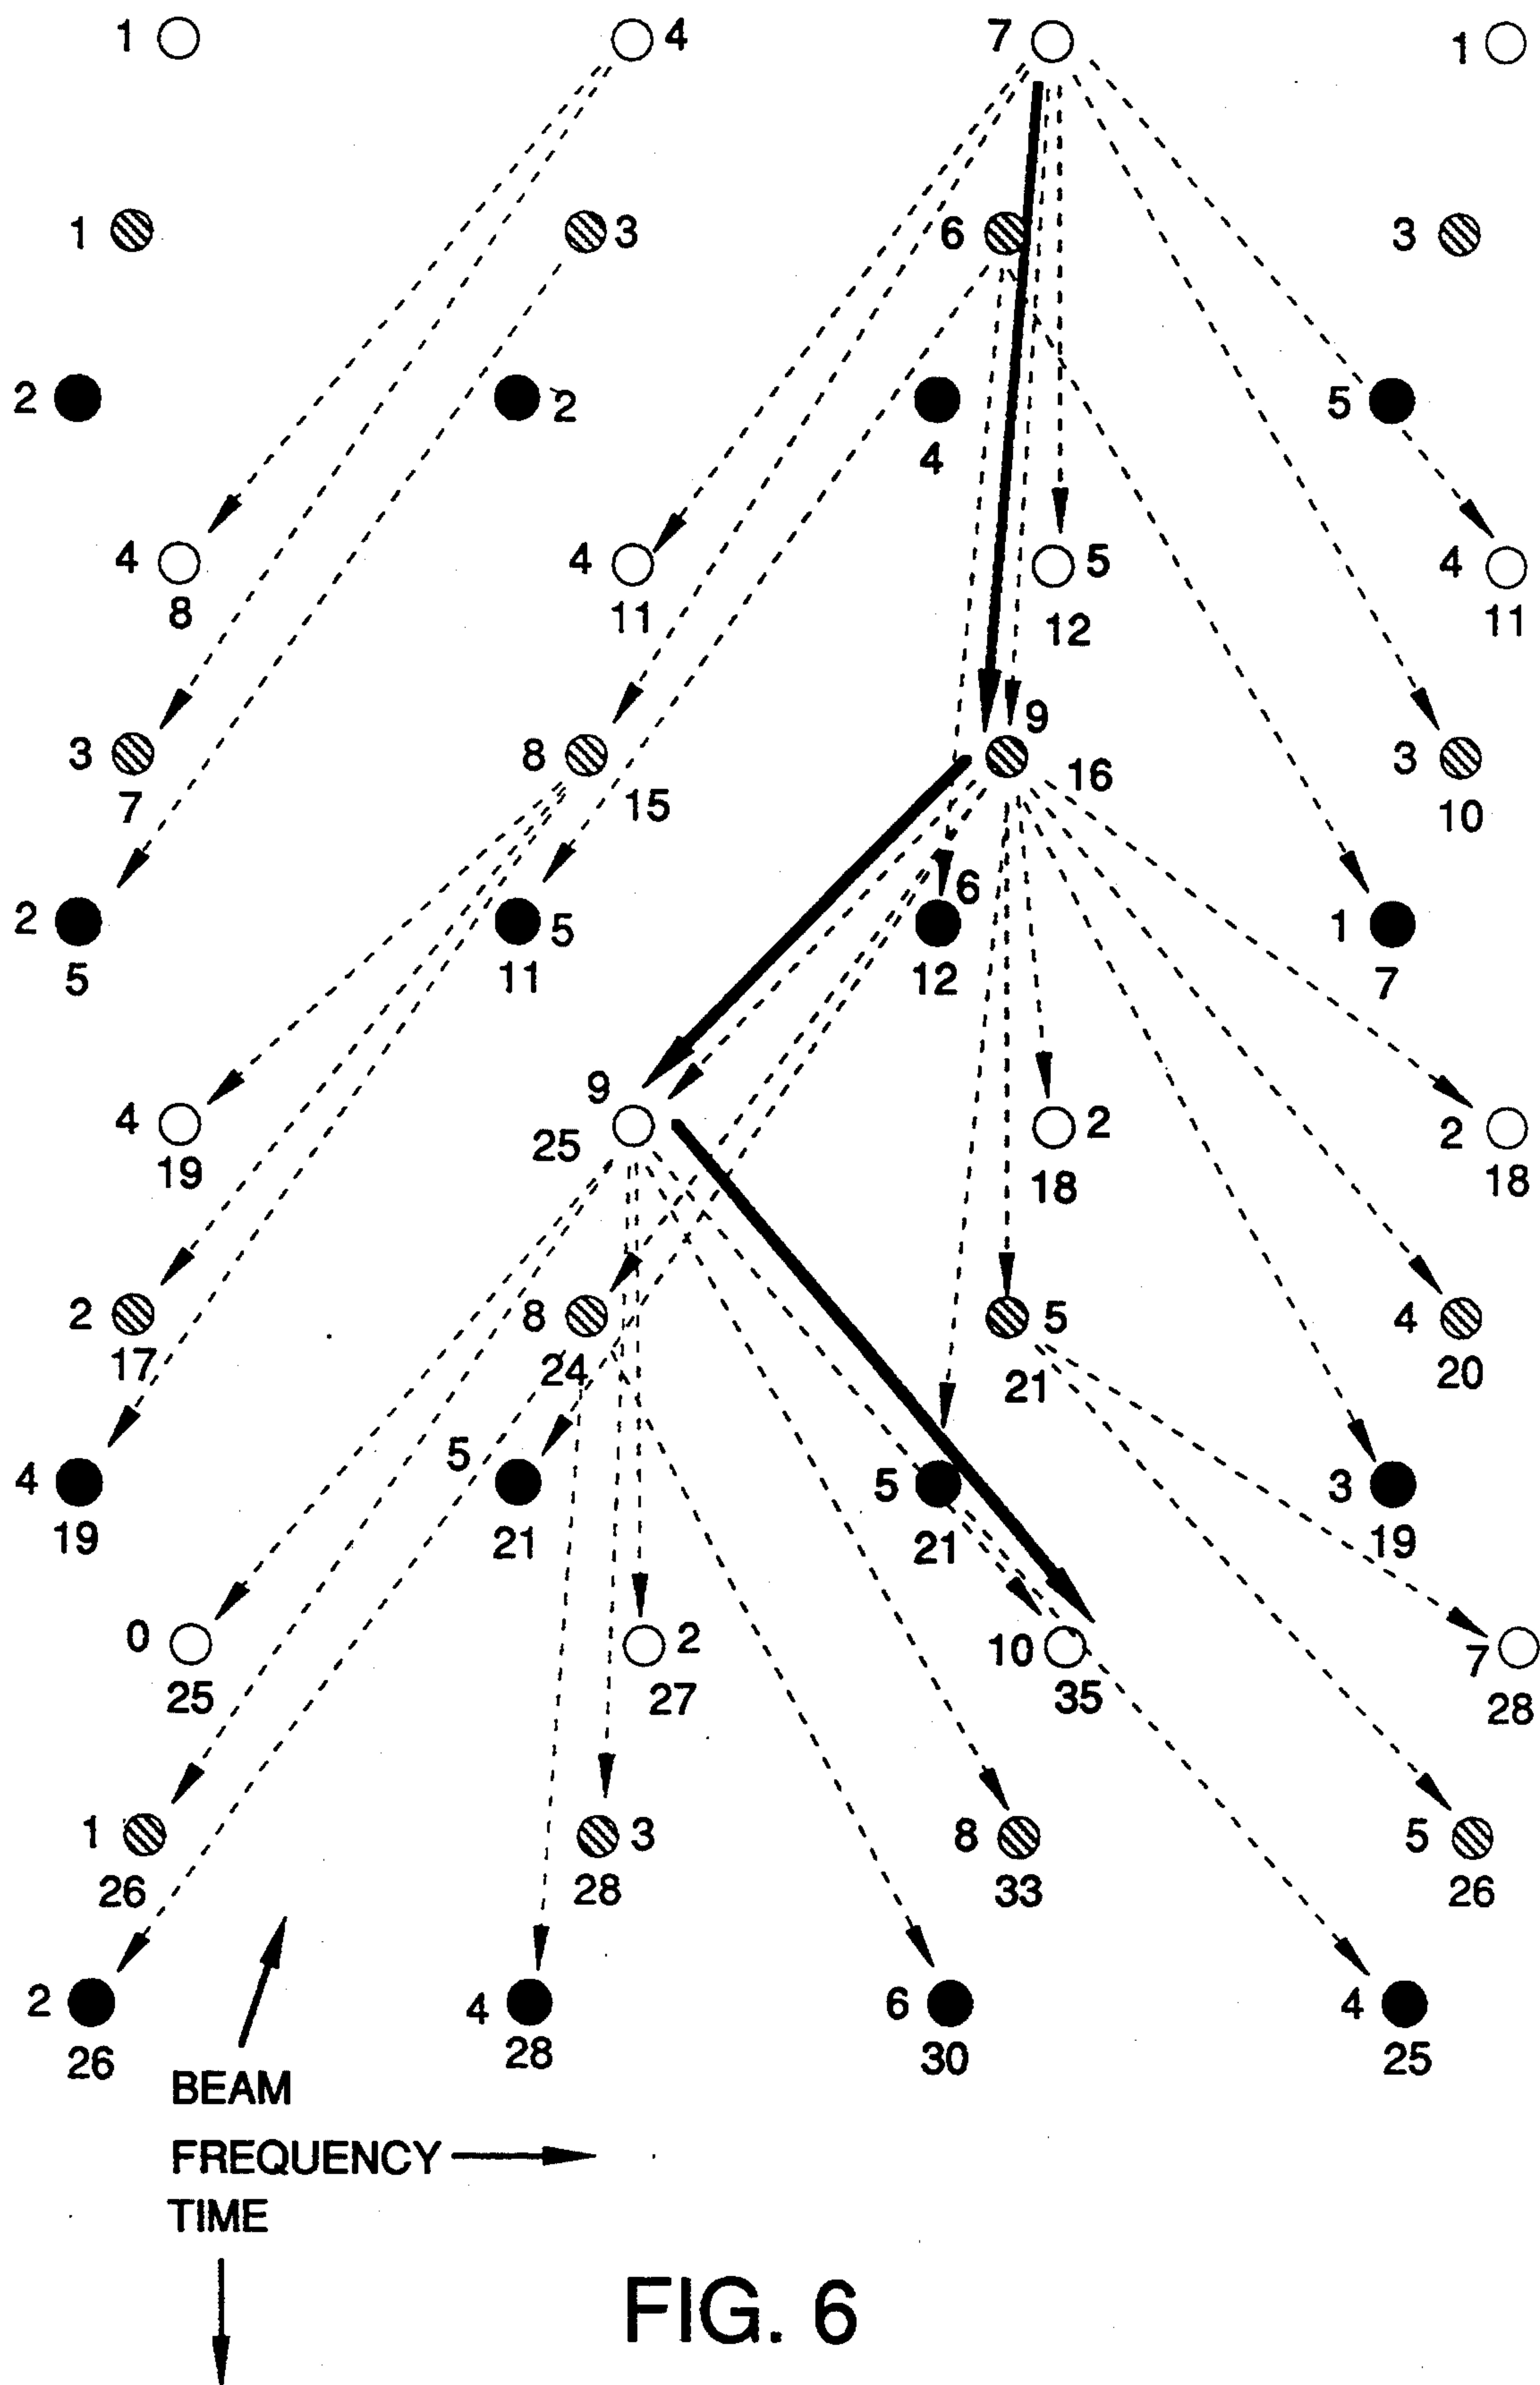 1 4 7 1
1 3 6 3
2 2 4 5
4 4 5 4
8 11 12 11
9
3 8 16 3
7 15 10
6
2 5 1
5 11 12 7
9
4 2 2
19 25 18 18
2 8 5 4
17 24 21 20
5
4 5 3
19 21 21 19
0 2 10 7
25 27 35 28
1 3 8 5
26 28 33 26
2 4 6 4
26 28 30 25
BEAM
FREQUENCY
TIME
FIG. 6